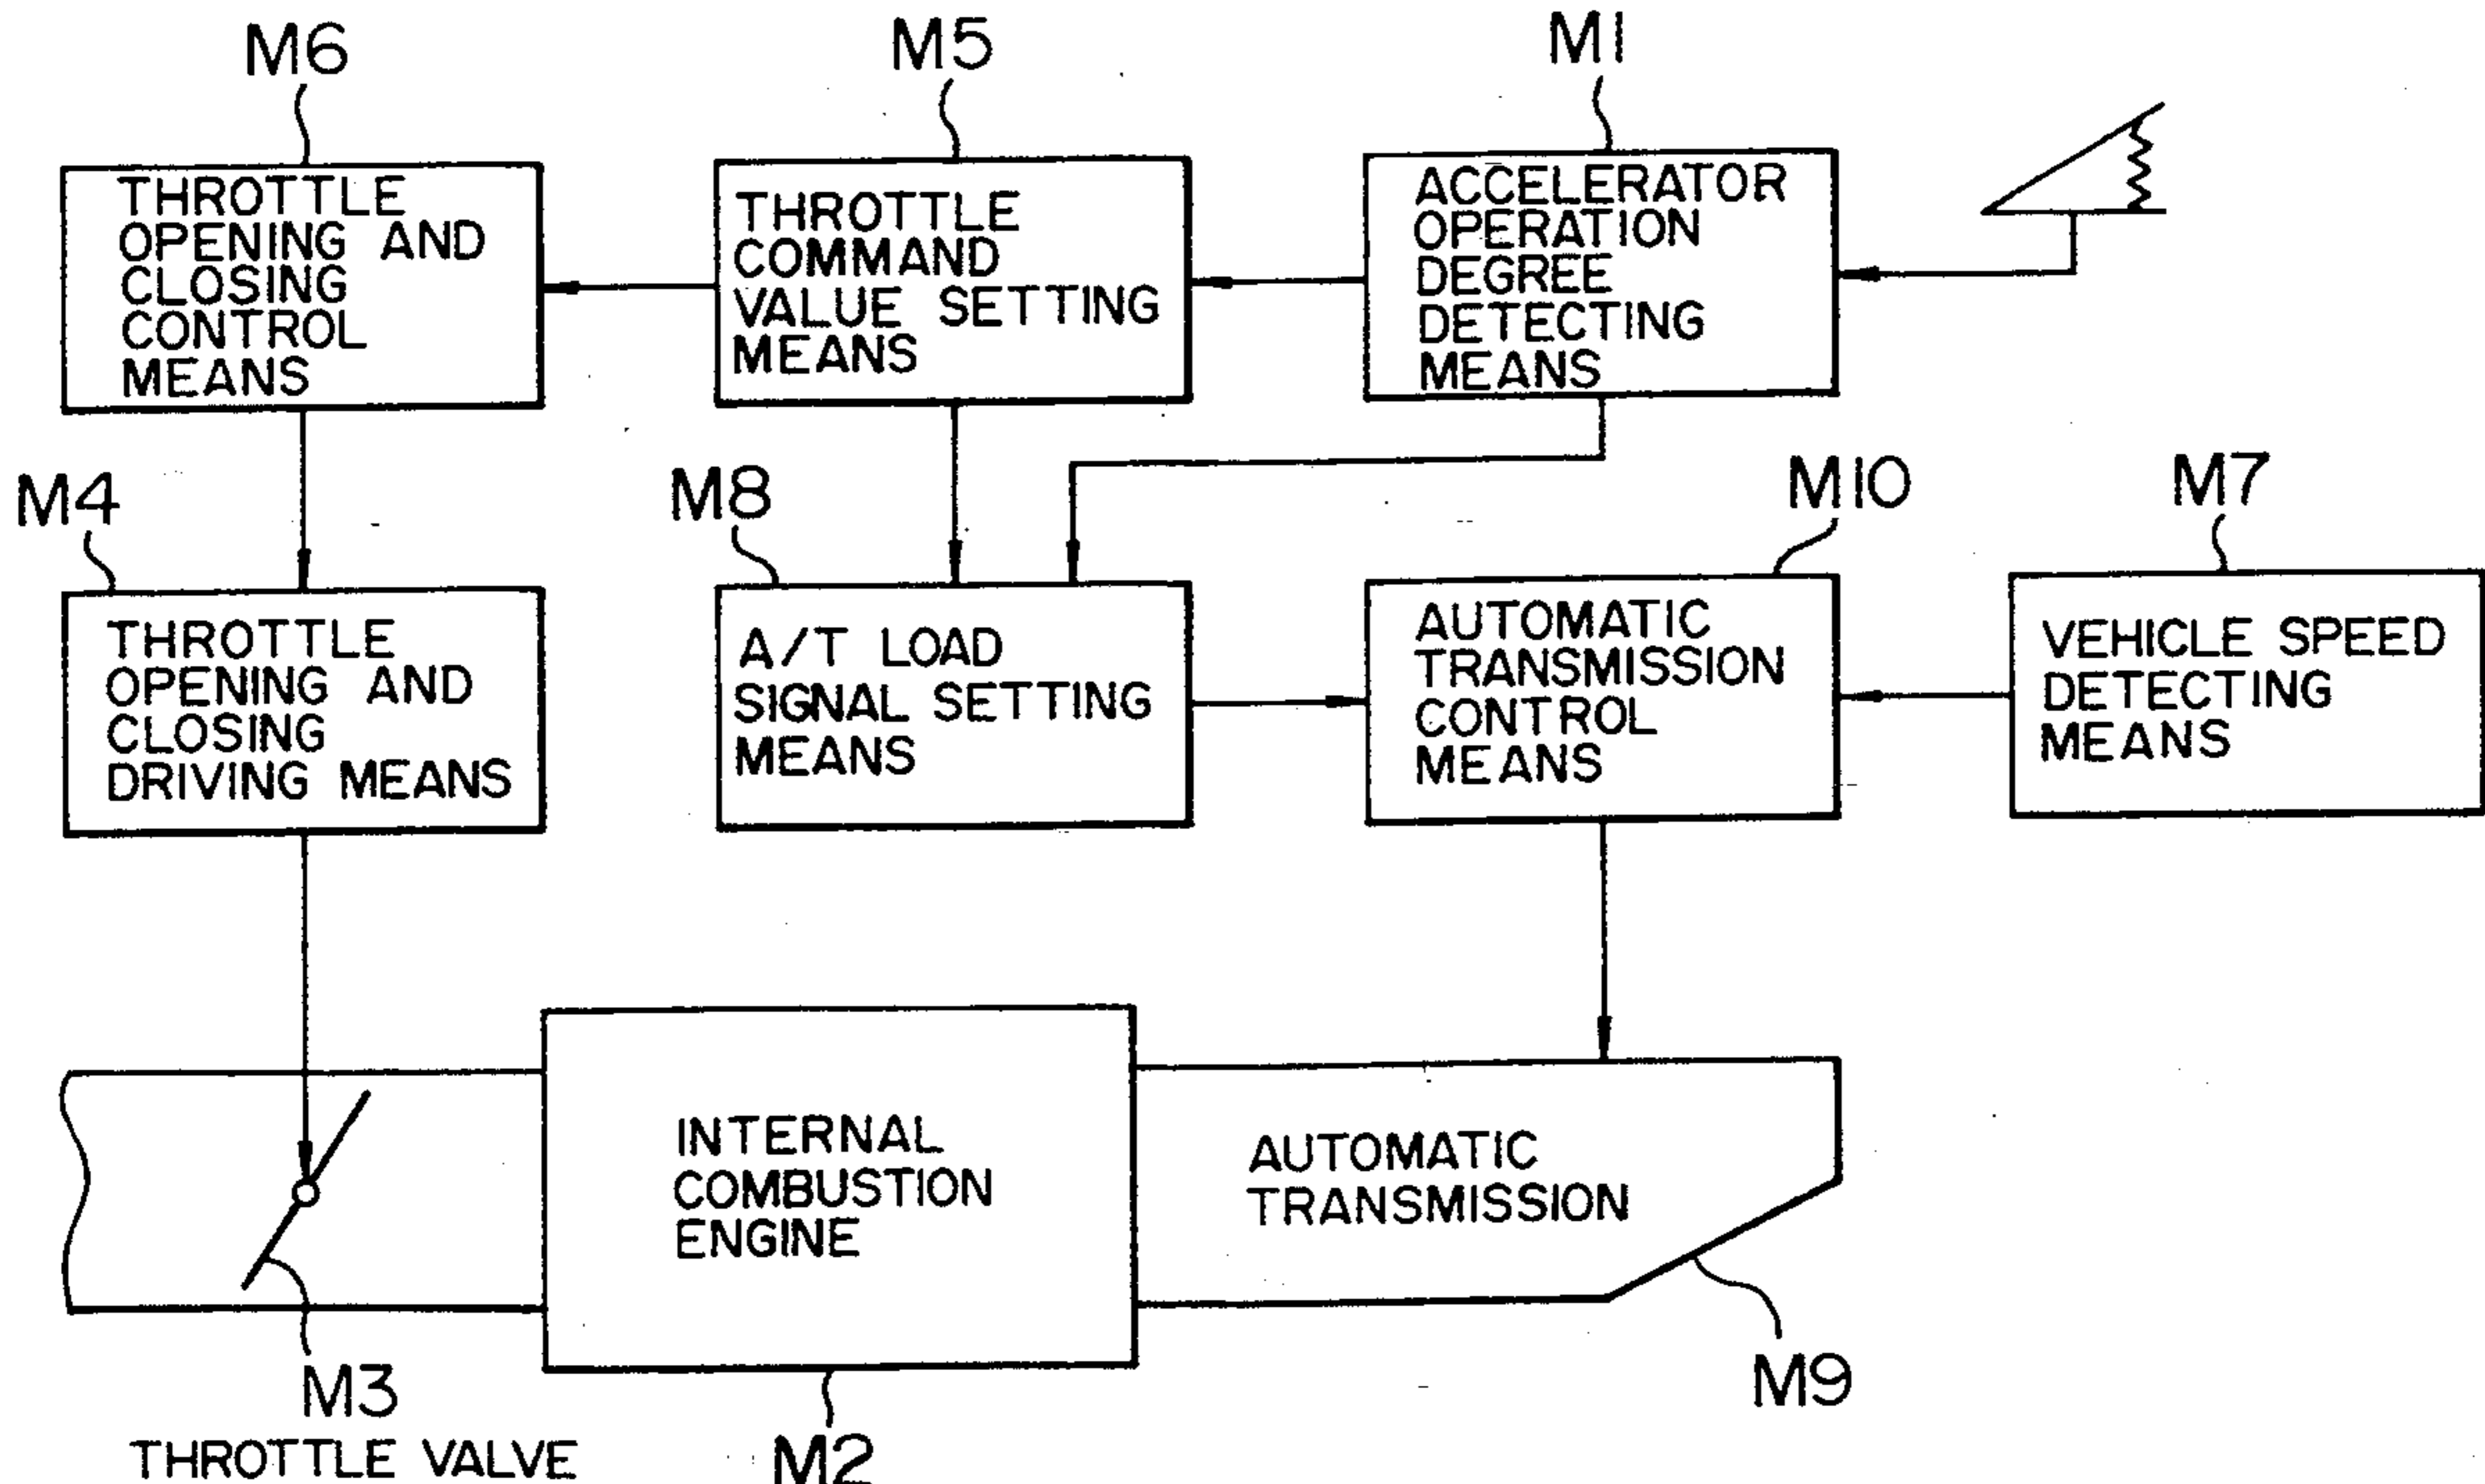 M6
M5
M1
THROTTLE
OPENING AND
CLOSING
CONTROL
MEANS
THROTTLE
COMMAND
VALUE SETTING
MEANS
ACCELERATOR
OPERATION
DEGREE
DETECTING
MEANS
M4
M8
M10
M7
THROTTLE
OPENING AND
CLOSING
DRIVING MEANS
A/T LOAD
SIGNAL SETTING
MEANS
AUTOMATIC
TRANSMISSION
CONTROL
MEANS
VEHICLE SPEED
DETECTING
MEANS
INTERNAL
COMBUSTION
ENGINE
AUTOMATIC
TRANSMISSION
M3
THROTTLE VALVE
M2
M9